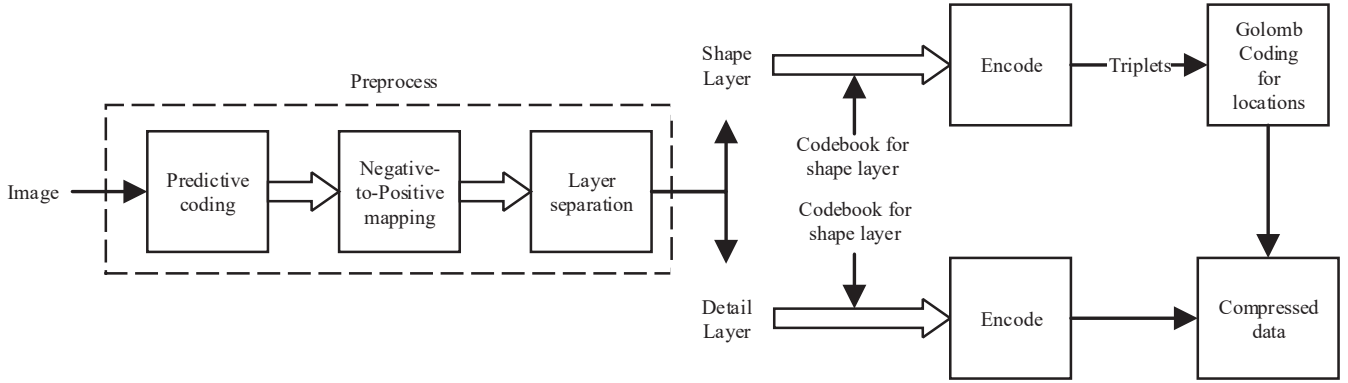 Preprocess
Image
Predictive
coding
Negative-
to-Positive
mapping
Layer
separation
Shape
Layer
Codebook for
shape layer
Encode
Triplets
Golomb
Coding
for
locations
Codebook for
shape layer
Detail
Layer
Encode
Compressed
data